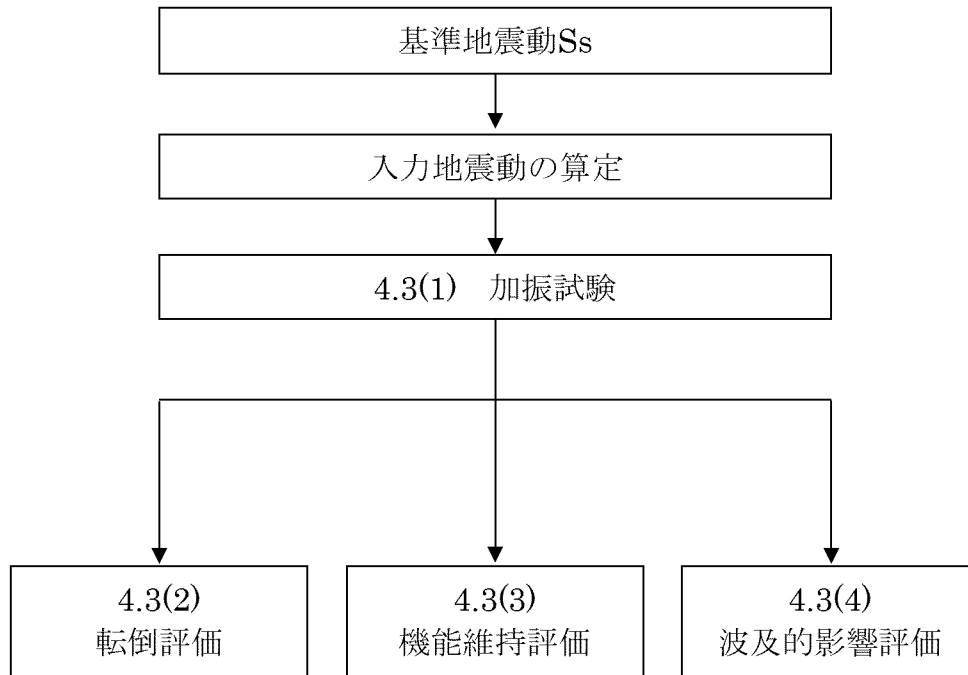 基準地震動Ss
入力地震動の算定
4.3(1)　加振試験
4.3(2)
転倒評価
4.3(3)
機能維持評価
4.3(4)
波及的影響評価